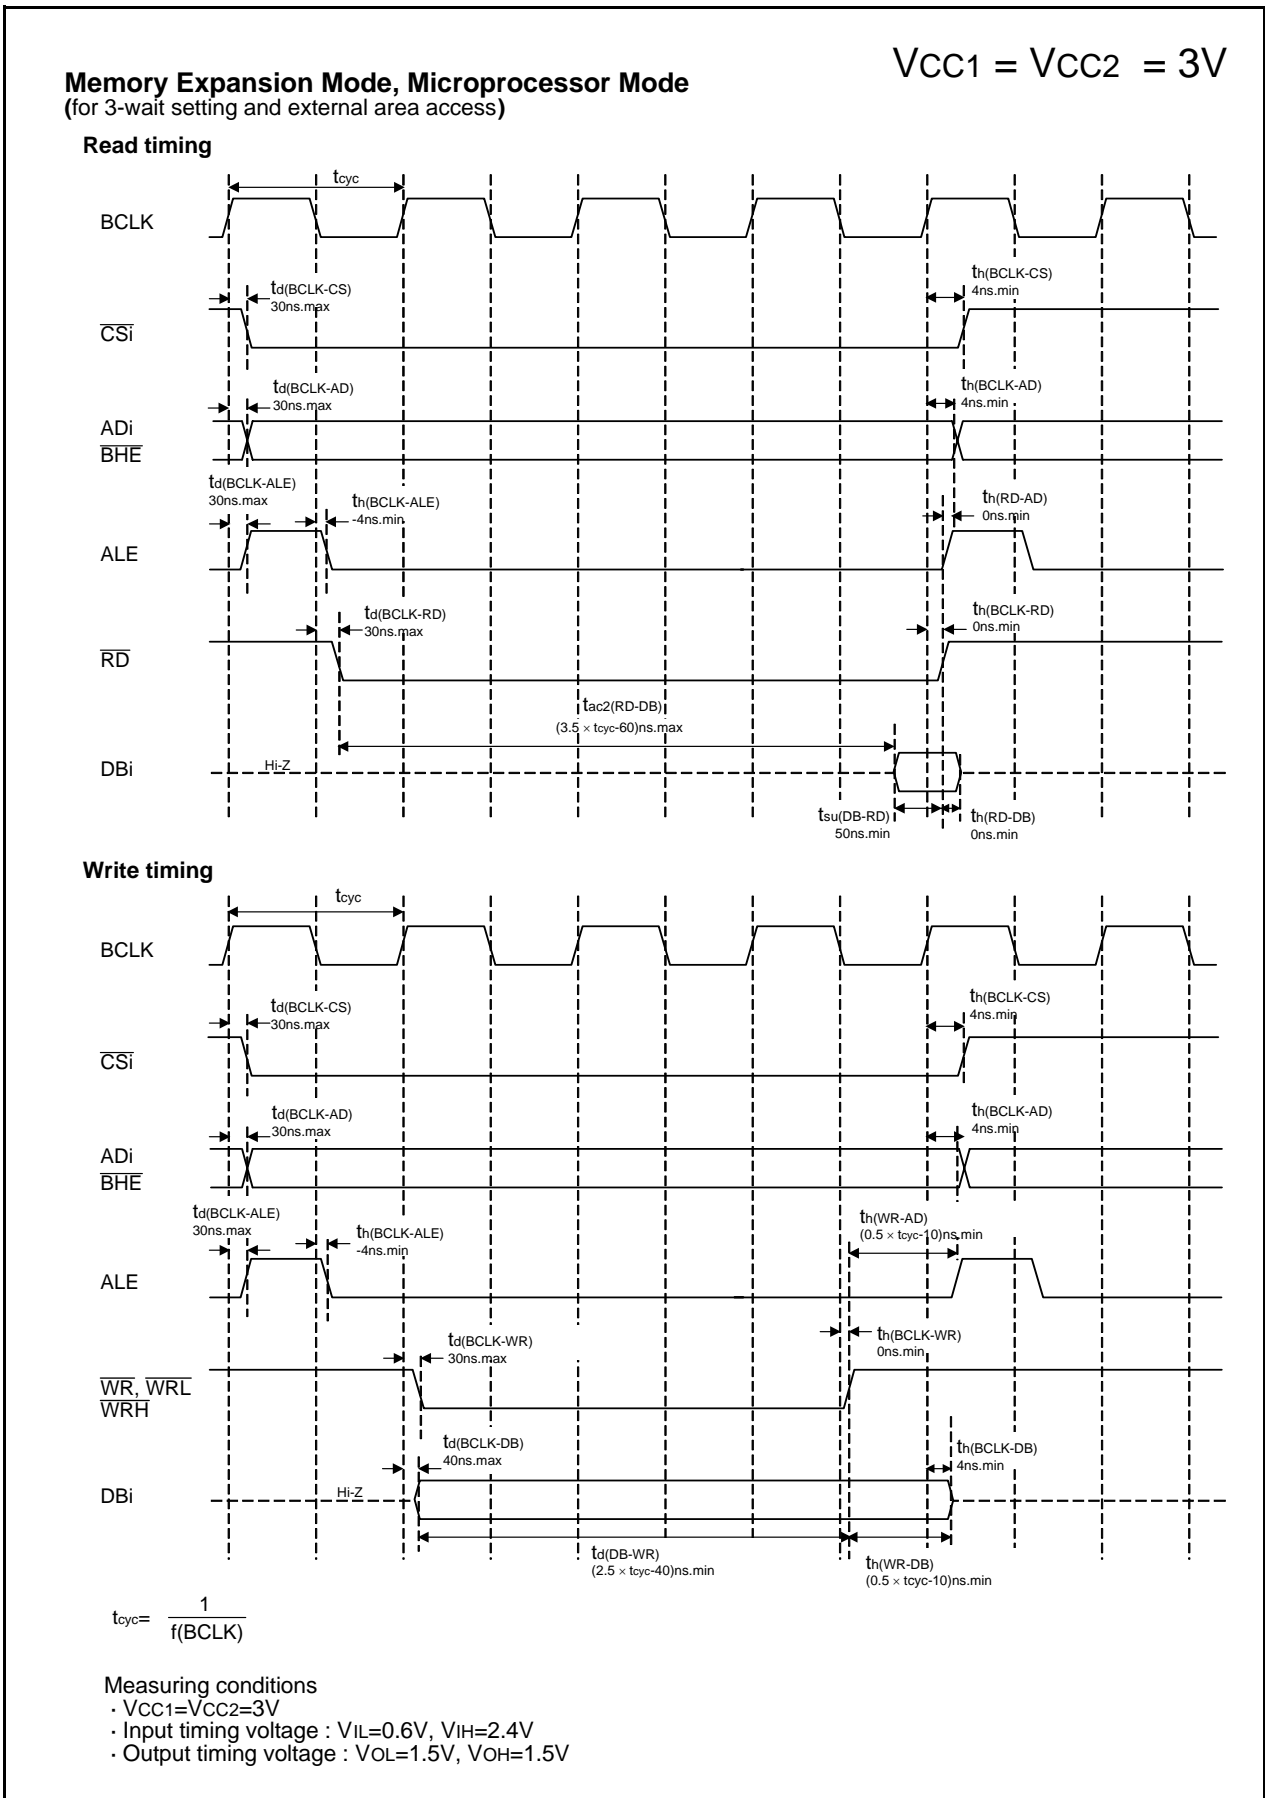 VCC1 = VCC2 = 3V
Memory Expansion Mode, Microprocessor Mode
(for 3-wait setting and external area access)
Read timing
tcyc
BCLK
td(BCLK-CS)
30ns.max
th(BCLK-CS)
4ns.min
CSi
td(BCLK-AD)
30ns.max
th(BCLK-AD)
4ns.min
ADi
BHE
td(BCLK-ALE)
30ns.max
th(BCLK-ALE)
-4ns.min
th(RD-AD)
0ns.min
ALE
td(BCLK-RD)
30ns.max
th(BCLK-RD)
0ns.min
RD
tac2(RD-DB)
(3.5 × tcyc-60)ns.max
DBi
Hi-Z
tsu(DB-RD)
50ns.min
th(RD-DB)
0ns.min
Write timing
tcyc
BCLK
td(BCLK-CS)
30ns.max
th(BCLK-CS)
4ns.min
CSi
td(BCLK-AD)
30ns.max
th(BCLK-AD)
4ns.min
ADi
BHE
td(BCLK-ALE)
30ns.max
th(BCLK-ALE)
-4ns.min
th(WR-AD)
(0.5 × tcyc-10)ns.min
ALE
td(BCLK-WR)
30ns.max
th(BCLK-WR)
0ns.min
WR, WRL
WRH
td(BCLK-DB)
40ns.max
th(BCLK-DB)
4ns.min
DBi
Hi-Z
td(DB-WR)
(2.5 × tcyc-40)ns.min
th(WR-DB)
(0.5 × tcyc-10)ns.min
tcyc= 1
f(BCLK)
Measuring conditions
· VCC1=VCC2=3V
· Input timing voltage : VIL=0.6V, VIH=2.4V
· Output timing voltage : VOL=1.5V, VOH=1.5V